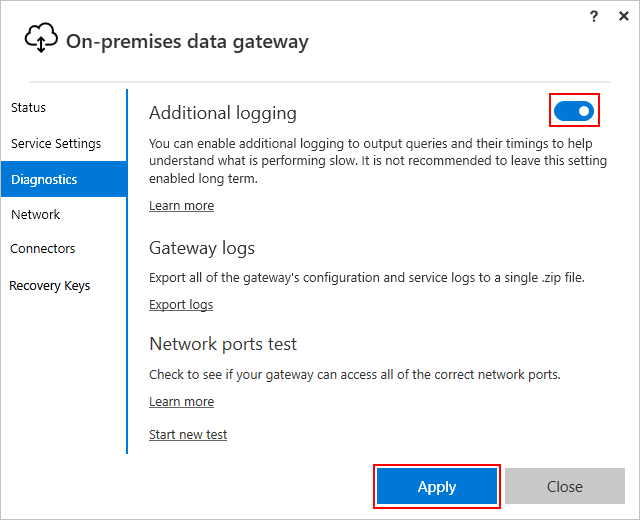 ?
On-premises data gateway
Status
Service Settings
Diagnostics
Network
Connectors
Recovery Keys
Additional logging
You can enable additional logging to output queries and their timings to help
understand what is performing slow. It is not recommended to leave this setting
enabled long term.
Learn more
Gateway logs
Export all of the gateway's configuration and service logs to a single .zip file.
Export logs
Network ports test
Check to see if your gateway can access all of the correct network ports.
Learn more
Start new test
Apply
Close